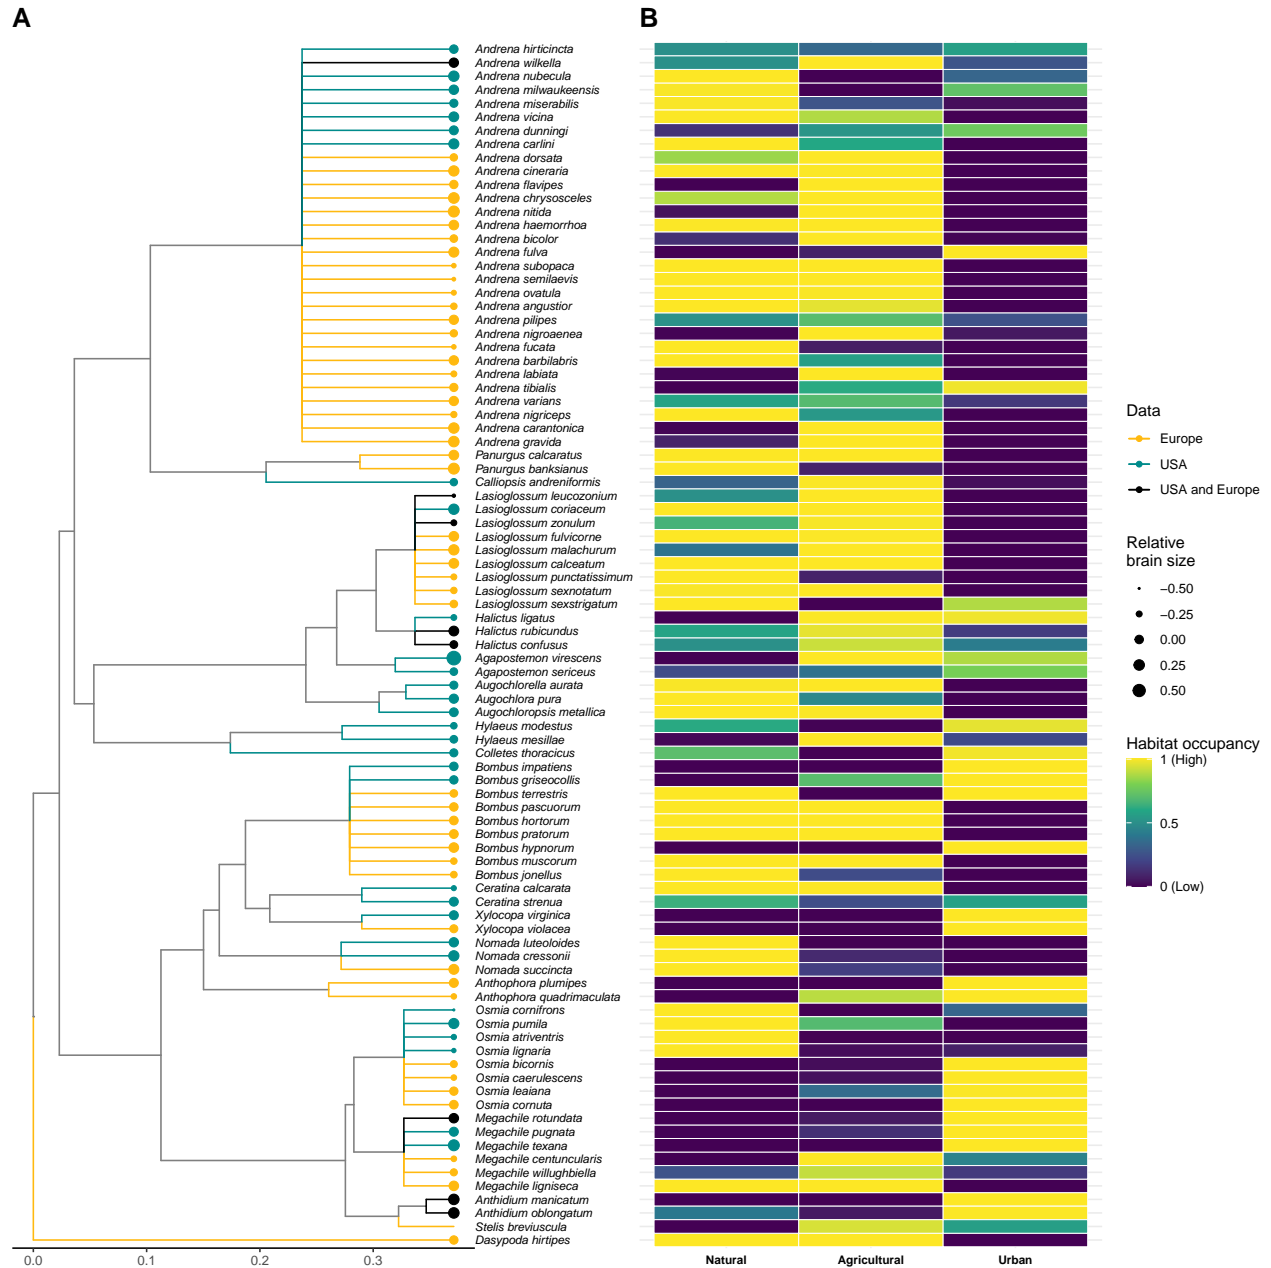 A
B
Andrena hirticincta
Andrena wilkella
Andrena nubecula
Andrena milwaukeensis
Andrena miserabilis
Andrena vicina
Andrena dunningi
Andrena carlini
Andrena dorsata
Andrena cineraria
Andrena flavipes
Andrena chrysosceles
Andrena nitida
Andrena haemorrhoa
Andrena bicolor
Andrena fulva
Andrena subopaca
Andrena semilaevis
Andrena ovatula
Andrena angustior
Andrena pilipes
Andrena nigroaenea
Andrena fucata
Andrena barbilabris
Andrena labiata
Andrena tibialis
Andrena varians
Andrena nigriceps
Andrena carantonica
Andrena gravida
Panurgus calcaratus
Panurgus banksianus
Calliopsis andreniformis
Lasioglossum leucozonium
Lasioglossum coriaceum
Lasioglossum zonulum
Lasioglossum fulvicorne
Lasioglossum malachurum
Lasioglossum calceatum
Lasioglossum punctatissimum
Lasioglossum sexnotatum
Lasioglossum sexstrigatum
Halictus ligatus
Halictus rubicundus
Halictus confusus
Agapostemon virescens
Agapostemon sericeus
Augochlorella aurata
Augochlora pura
Augochloropsis metallica
Hylaeus modestus
Hylaeus mesillae
Colletes thoracicus
Bombus impatiens
Bombus griseocollis
Bombus terrestris
Bombus pascuorum
Bombus hortorum
Bombus pratorum
Bombus hypnorum
Bombus muscorum
Bombus jonellus
Ceratina calcarata
Ceratina strenua
Xylocopa virginica
Xylocopa violacea
Nomada luteoloides
Nomada cressonii
Nomada succincta
Anthophora plumipes
Anthophora quadrimaculata
Osmia cornifrons
Osmia pumila
Osmia atriventris
Osmia lignaria
Osmia bicornis
Osmia caerulescens
Osmia leaiana
Osmia cornuta
Megachile rotundata
Megachile pugnata
Megachile texana
Megachile centuncularis
Megachile willughbiella
Megachile ligniseca
Anthidium manicatum
Anthidium oblongatum
Stelis breviuscula
Dasypoda hirtipes
0.0
0.1
0.2
0.3
Natural
Agricultural
Urban
Data
Europe
USA
USA and Europe
Relative
brain size
−0.50
−0.25
0.00
0.25
0.50
Habitat occupancy
1 (High)
0.5
0 (Low)